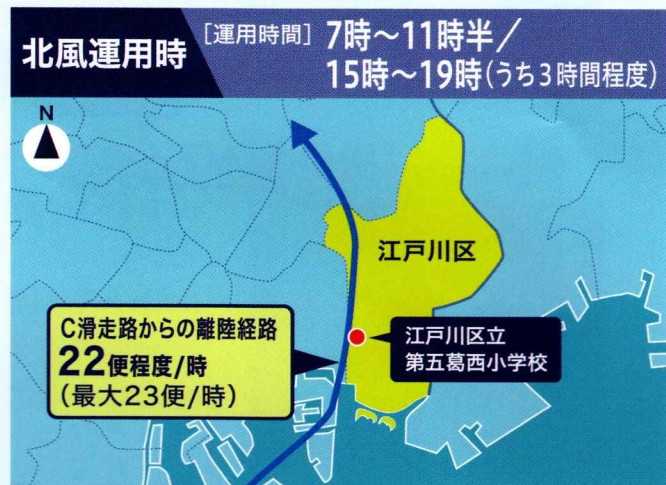 北風運用時
［運用時間］ 7時～11時半／
15時～19時(うち3時間程度)
N
江戸川区
C滑走路からの離陸経路
22便程度/時
(最大23便/時)
江戸川区立
第五葛西小学校